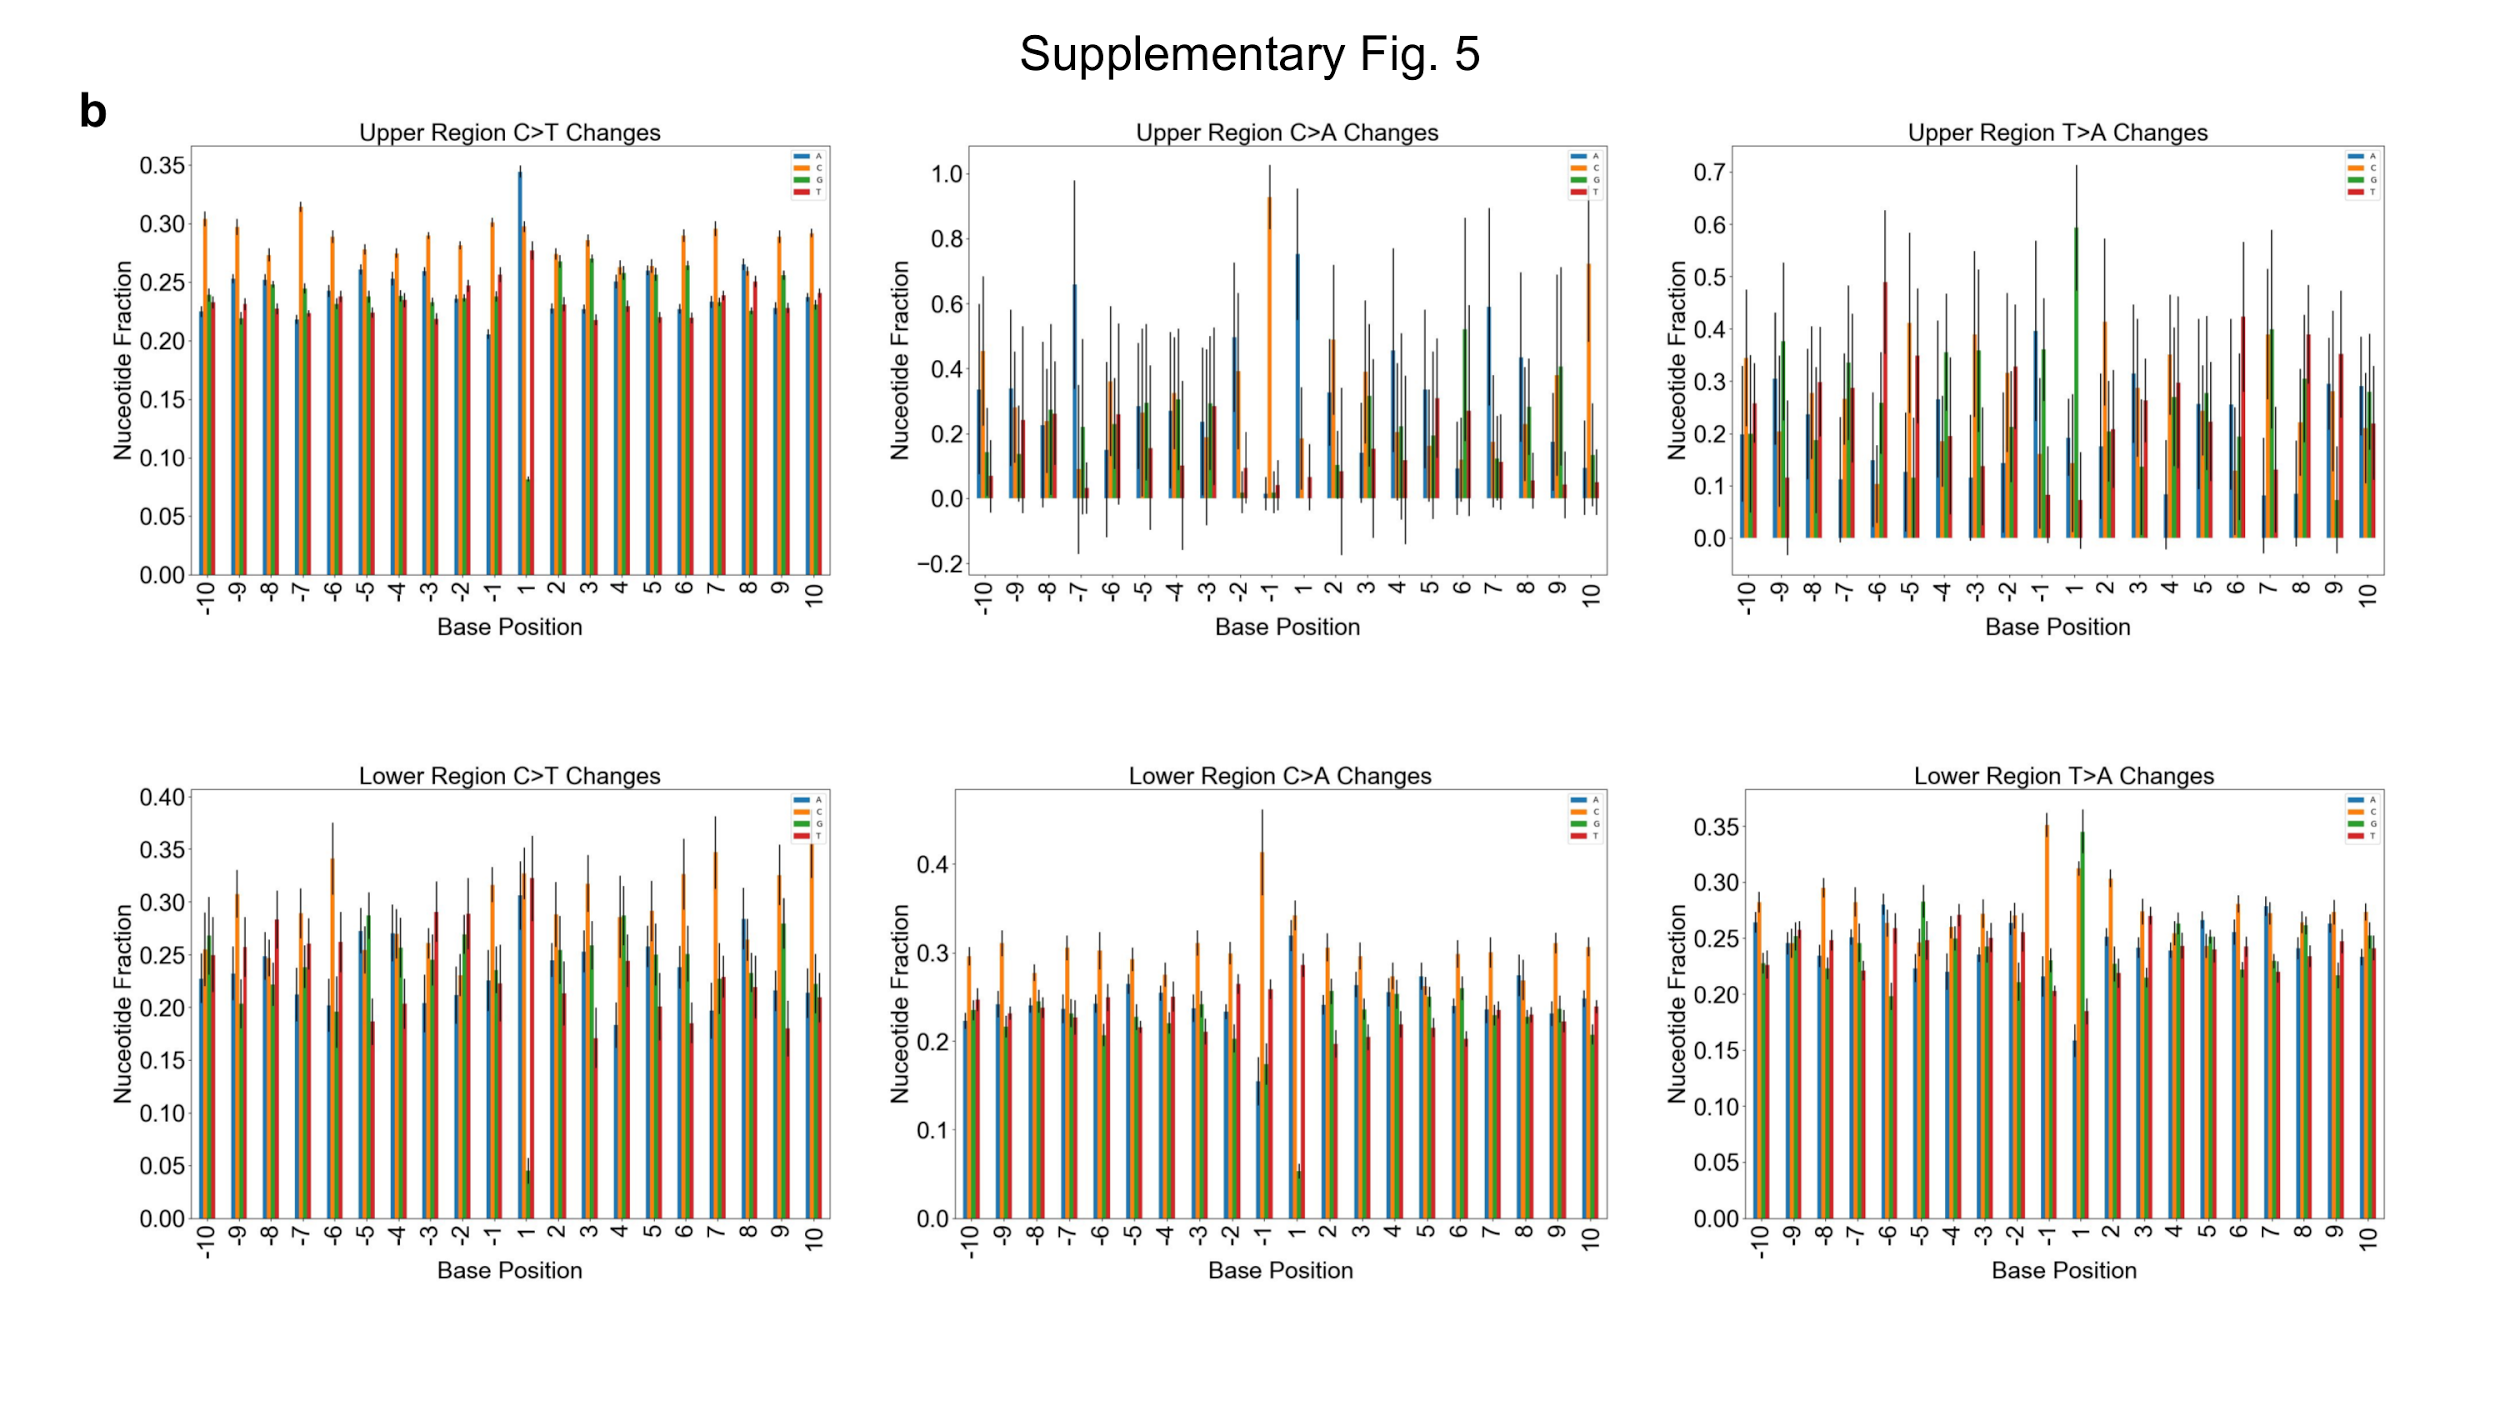 Supplementary Fig. 5
b
Upper Region C>T Changes
Nuceotide Fraction
0.35
0.30
0.25
0.20
0.15
0.10
0.05
0.00
A
C
G
T
-10 -9 -8 -7 -6 -5 -4 -3 -2 -1 1 2 3 4 5 6 7 8 9 10
Base Position
Upper Region C>A Changes
Nuceotide Fraction
1.0
0.8
0.6
0.4
0.2
0.0
−0.2
A
C
G
T
-10 -9 -8 -7 -6 -5 -4 -3 -2 -1 1 2 3 4 5 6 7 8 9 10
Base Position
Upper Region T>A Changes
Nuceotide Fraction
0.7
0.6
0.5
0.4
0.3
0.2
0.1
0.0
A
C
G
T
-10 -9 -8 -7 -6 -5 -4 -3 -2 -1 1 2 3 4 5 6 7 8 9 10
Base Position
Lower Region C>T Changes
Nuceotide Fraction
0.40
0.35
0.30
0.25
0.20
0.15
0.10
0.05
0.00
A
C
G
T
-10 -9 -8 -7 -6 -5 -4 -3 -2 -1 1 2 3 4 5 6 7 8 9 10
Base Position
Lower Region C>A Changes
Nuceotide Fraction
0.4
0.3
0.2
0.1
0.0
A
C
G
T
-10 -9 -8 -7 -6 -5 -4 -3 -2 -1 1 2 3 4 5 6 7 8 9 10
Base Position
Lower Region T>A Changes
Nuceotide Fraction
0.35
0.30
0.25
0.20
0.15
0.10
0.05
0.00
A
C
G
T
-10 -9 -8 -7 -6 -5 -4 -3 -2 -1 1 2 3 4 5 6 7 8 9 10
Base Position